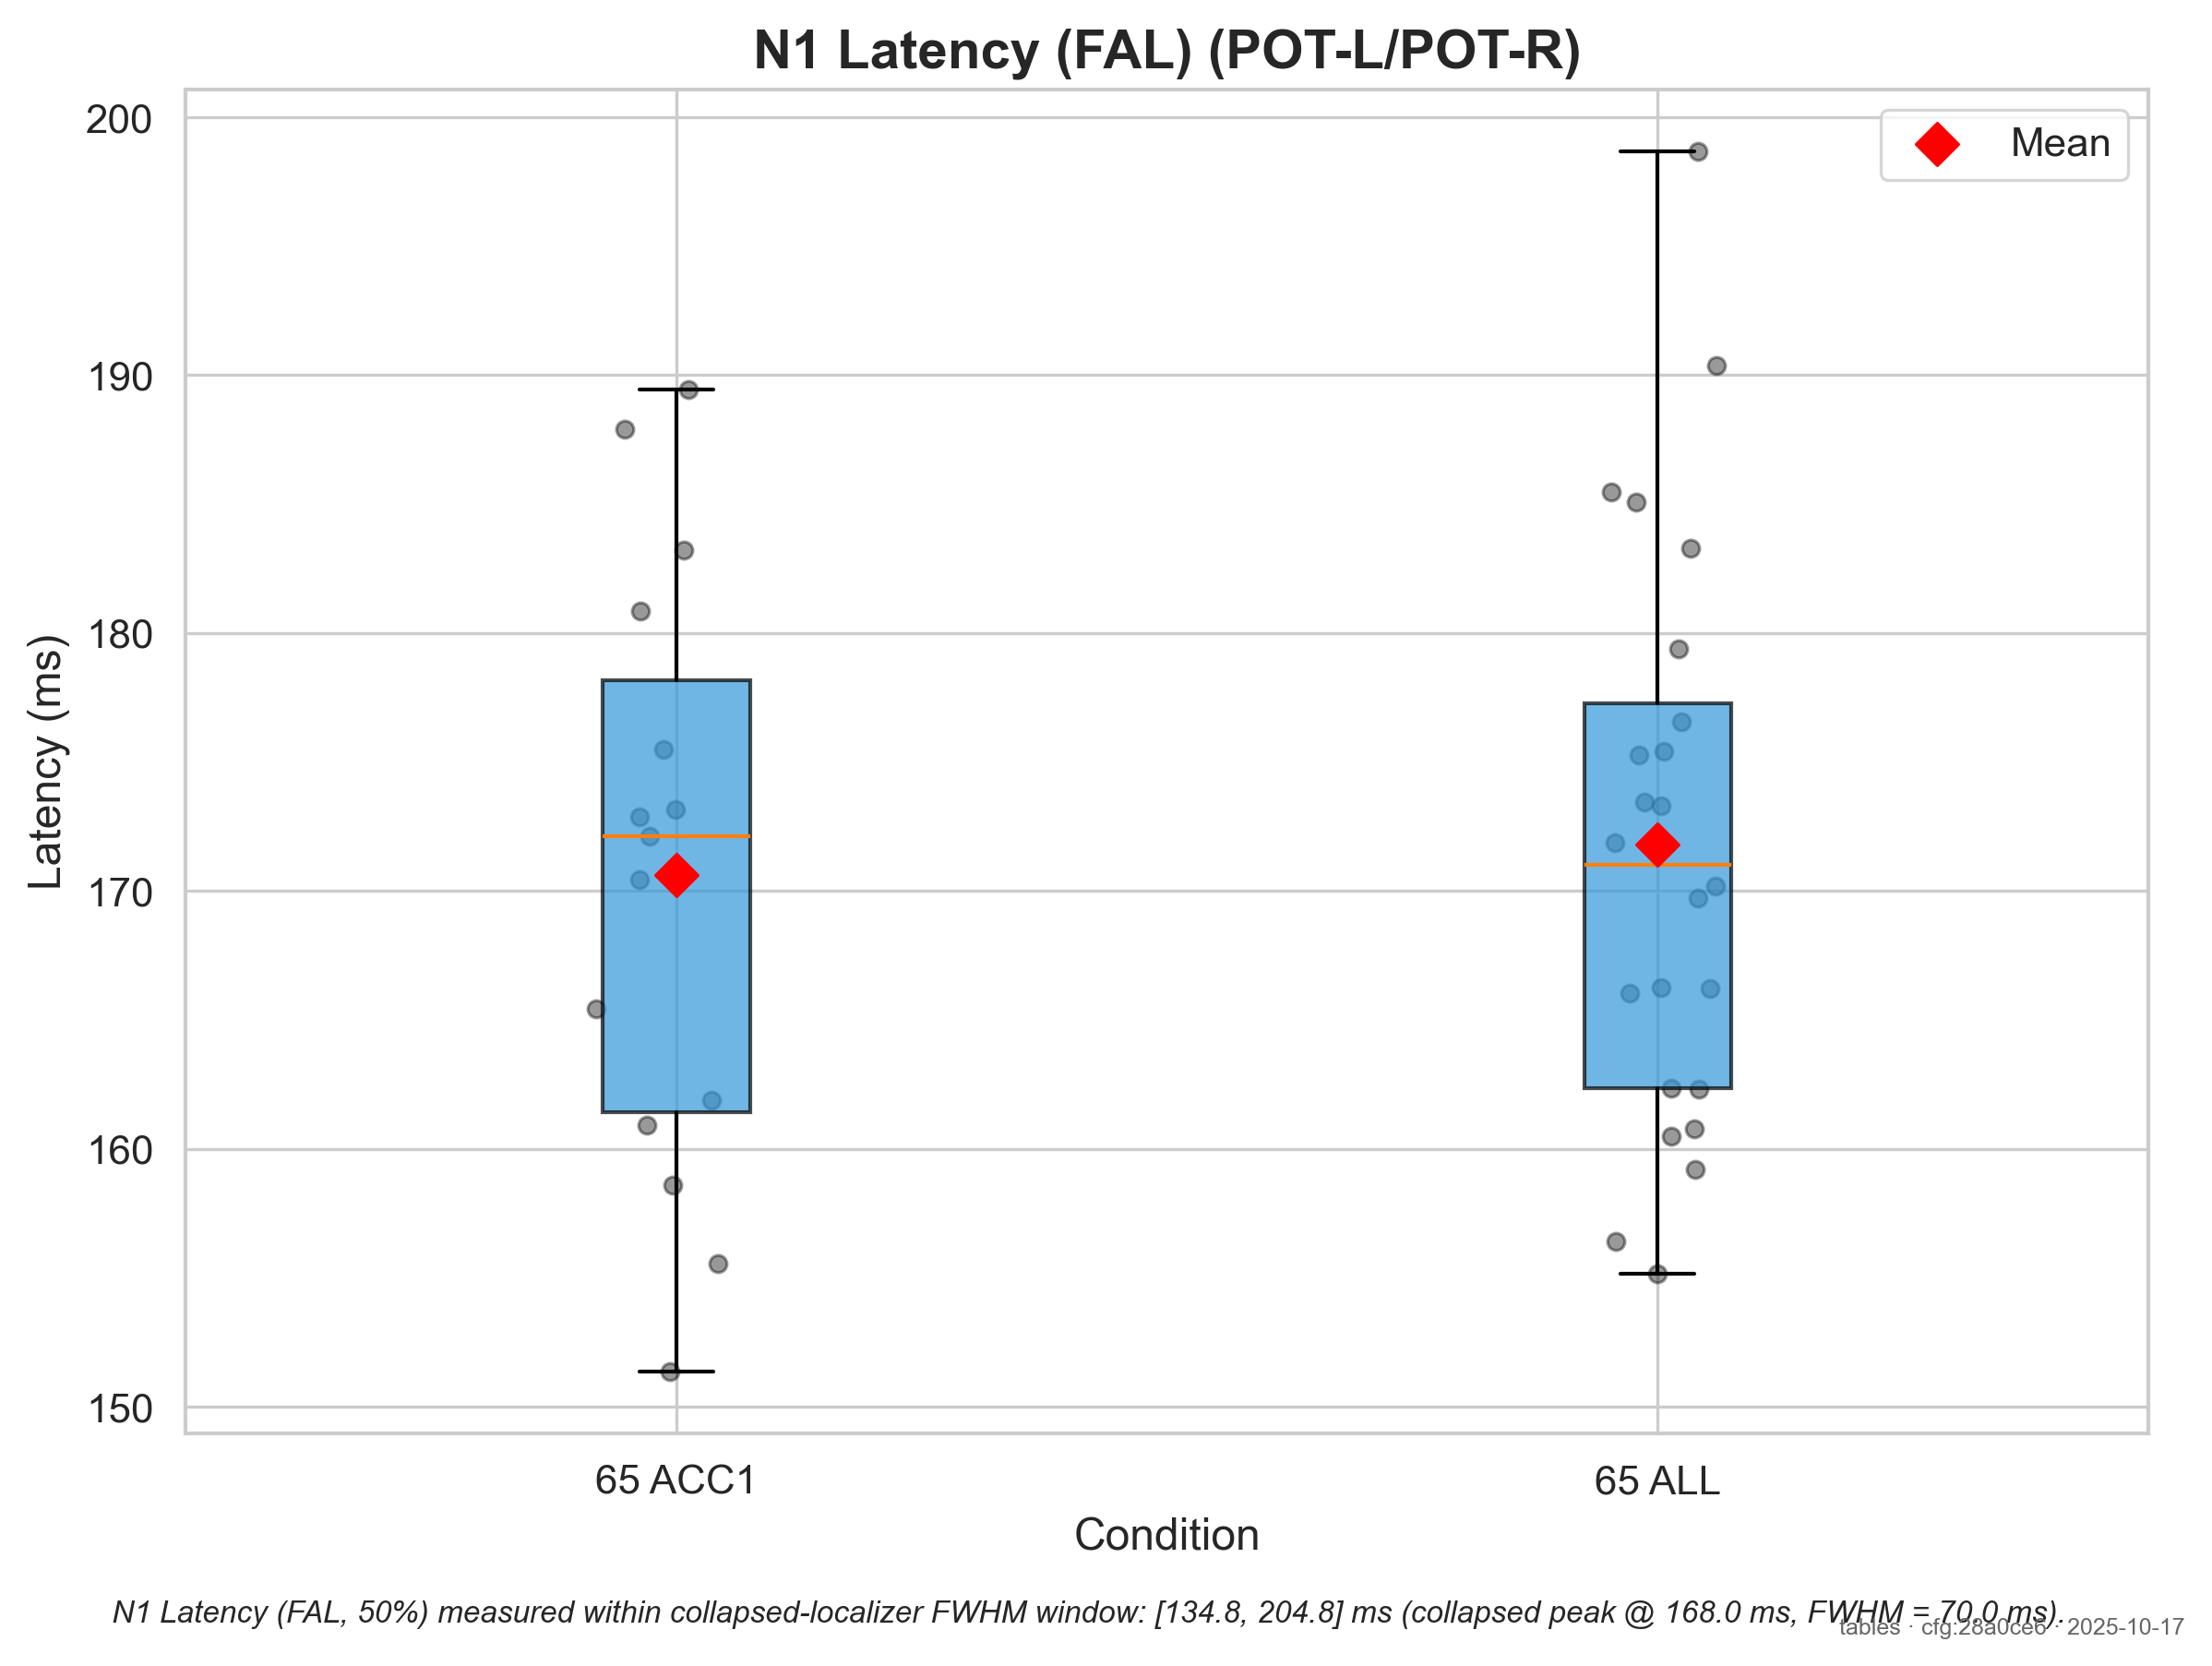 N1 Latency (FAL) (POT-L/POT-R)
Mean
200
190
180
170
160
150
Latency (ms)
65 ACC1
65 ALL
Condition
N1 Latency (FAL, 50%) measured within collapsed-localizer FWHM window: [134.8, 204.8] ms (collapsed peak @ 168.0 ms, FWHM = 70.0 ms).
tables · cfg:28a0ce6 · 2025-10-17